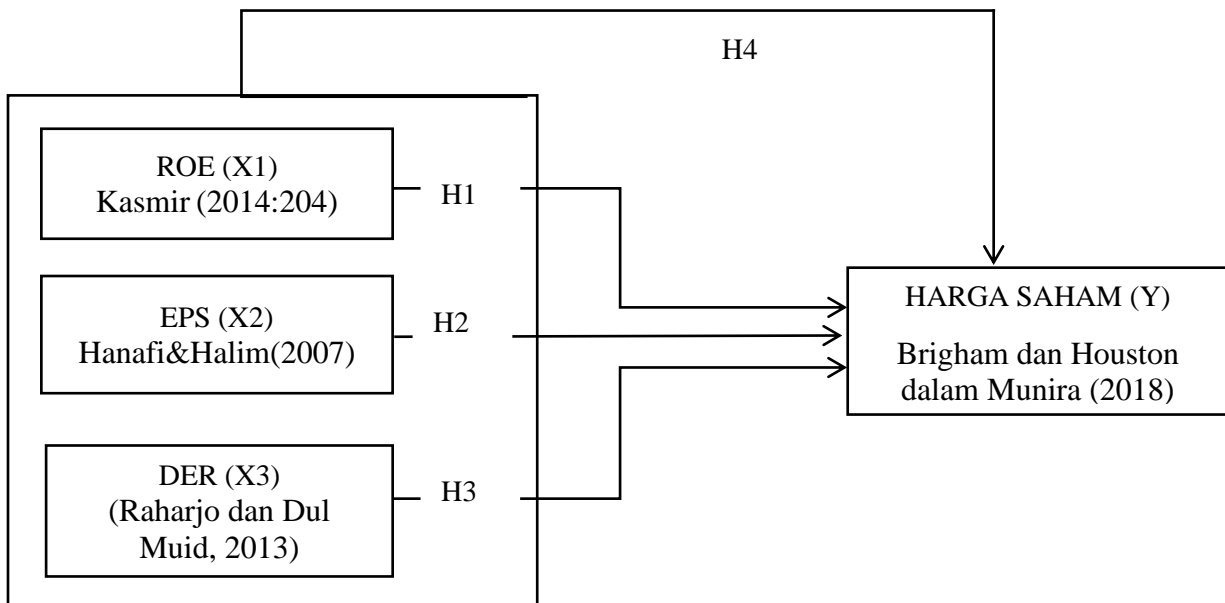 H4
ROE (X1)
Kasmir (2014:204)
H1
EPS (X2)
Hanafi&Halim(2007)
H2
DER (X3)
(Raharjo dan Dul
Muid, 2013)
H3
HARGA SAHAM (Y)
Brigham dan Houston
dalam Munira (2018)